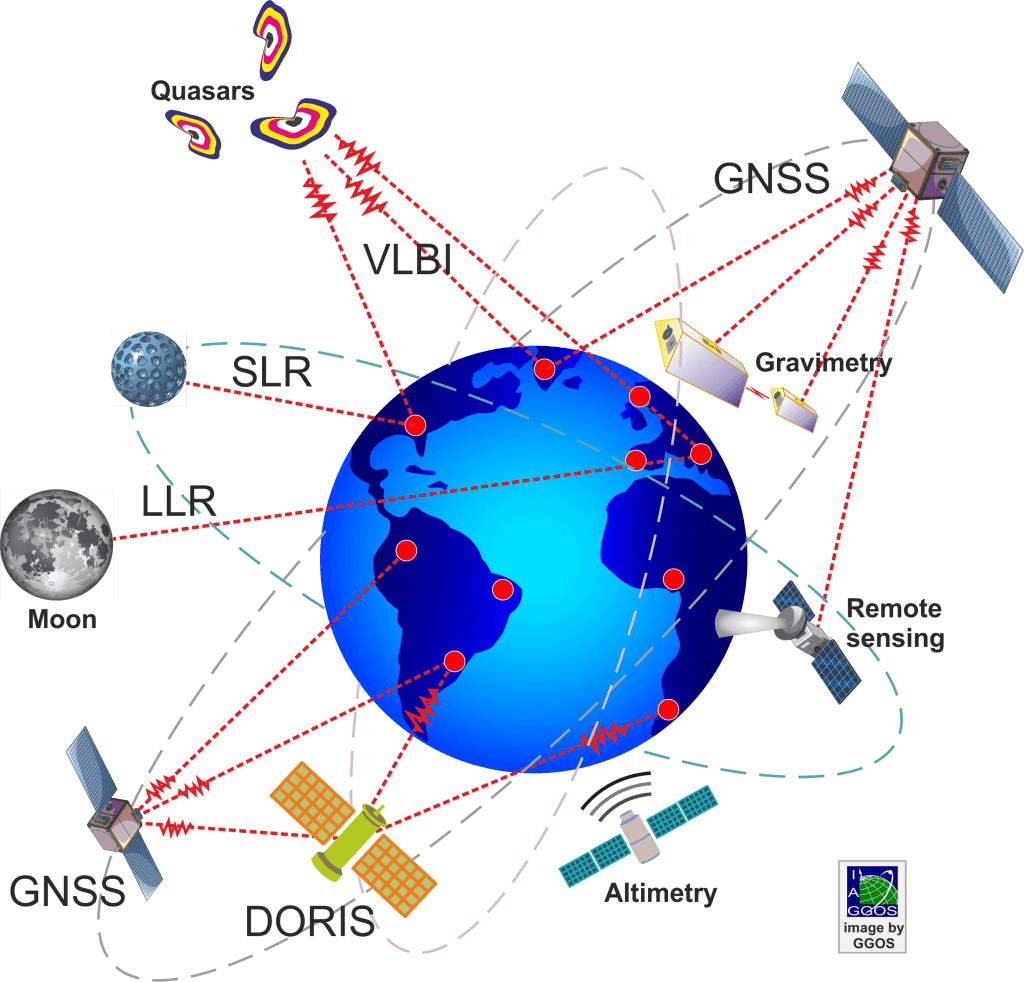 Quasars
GNSS
VLBI
SLR
Gravimetry
LLR
Moon
Remote
sensing
GNSS
DORIS
Altimetry
I
A
GGOS
image by
GGOS